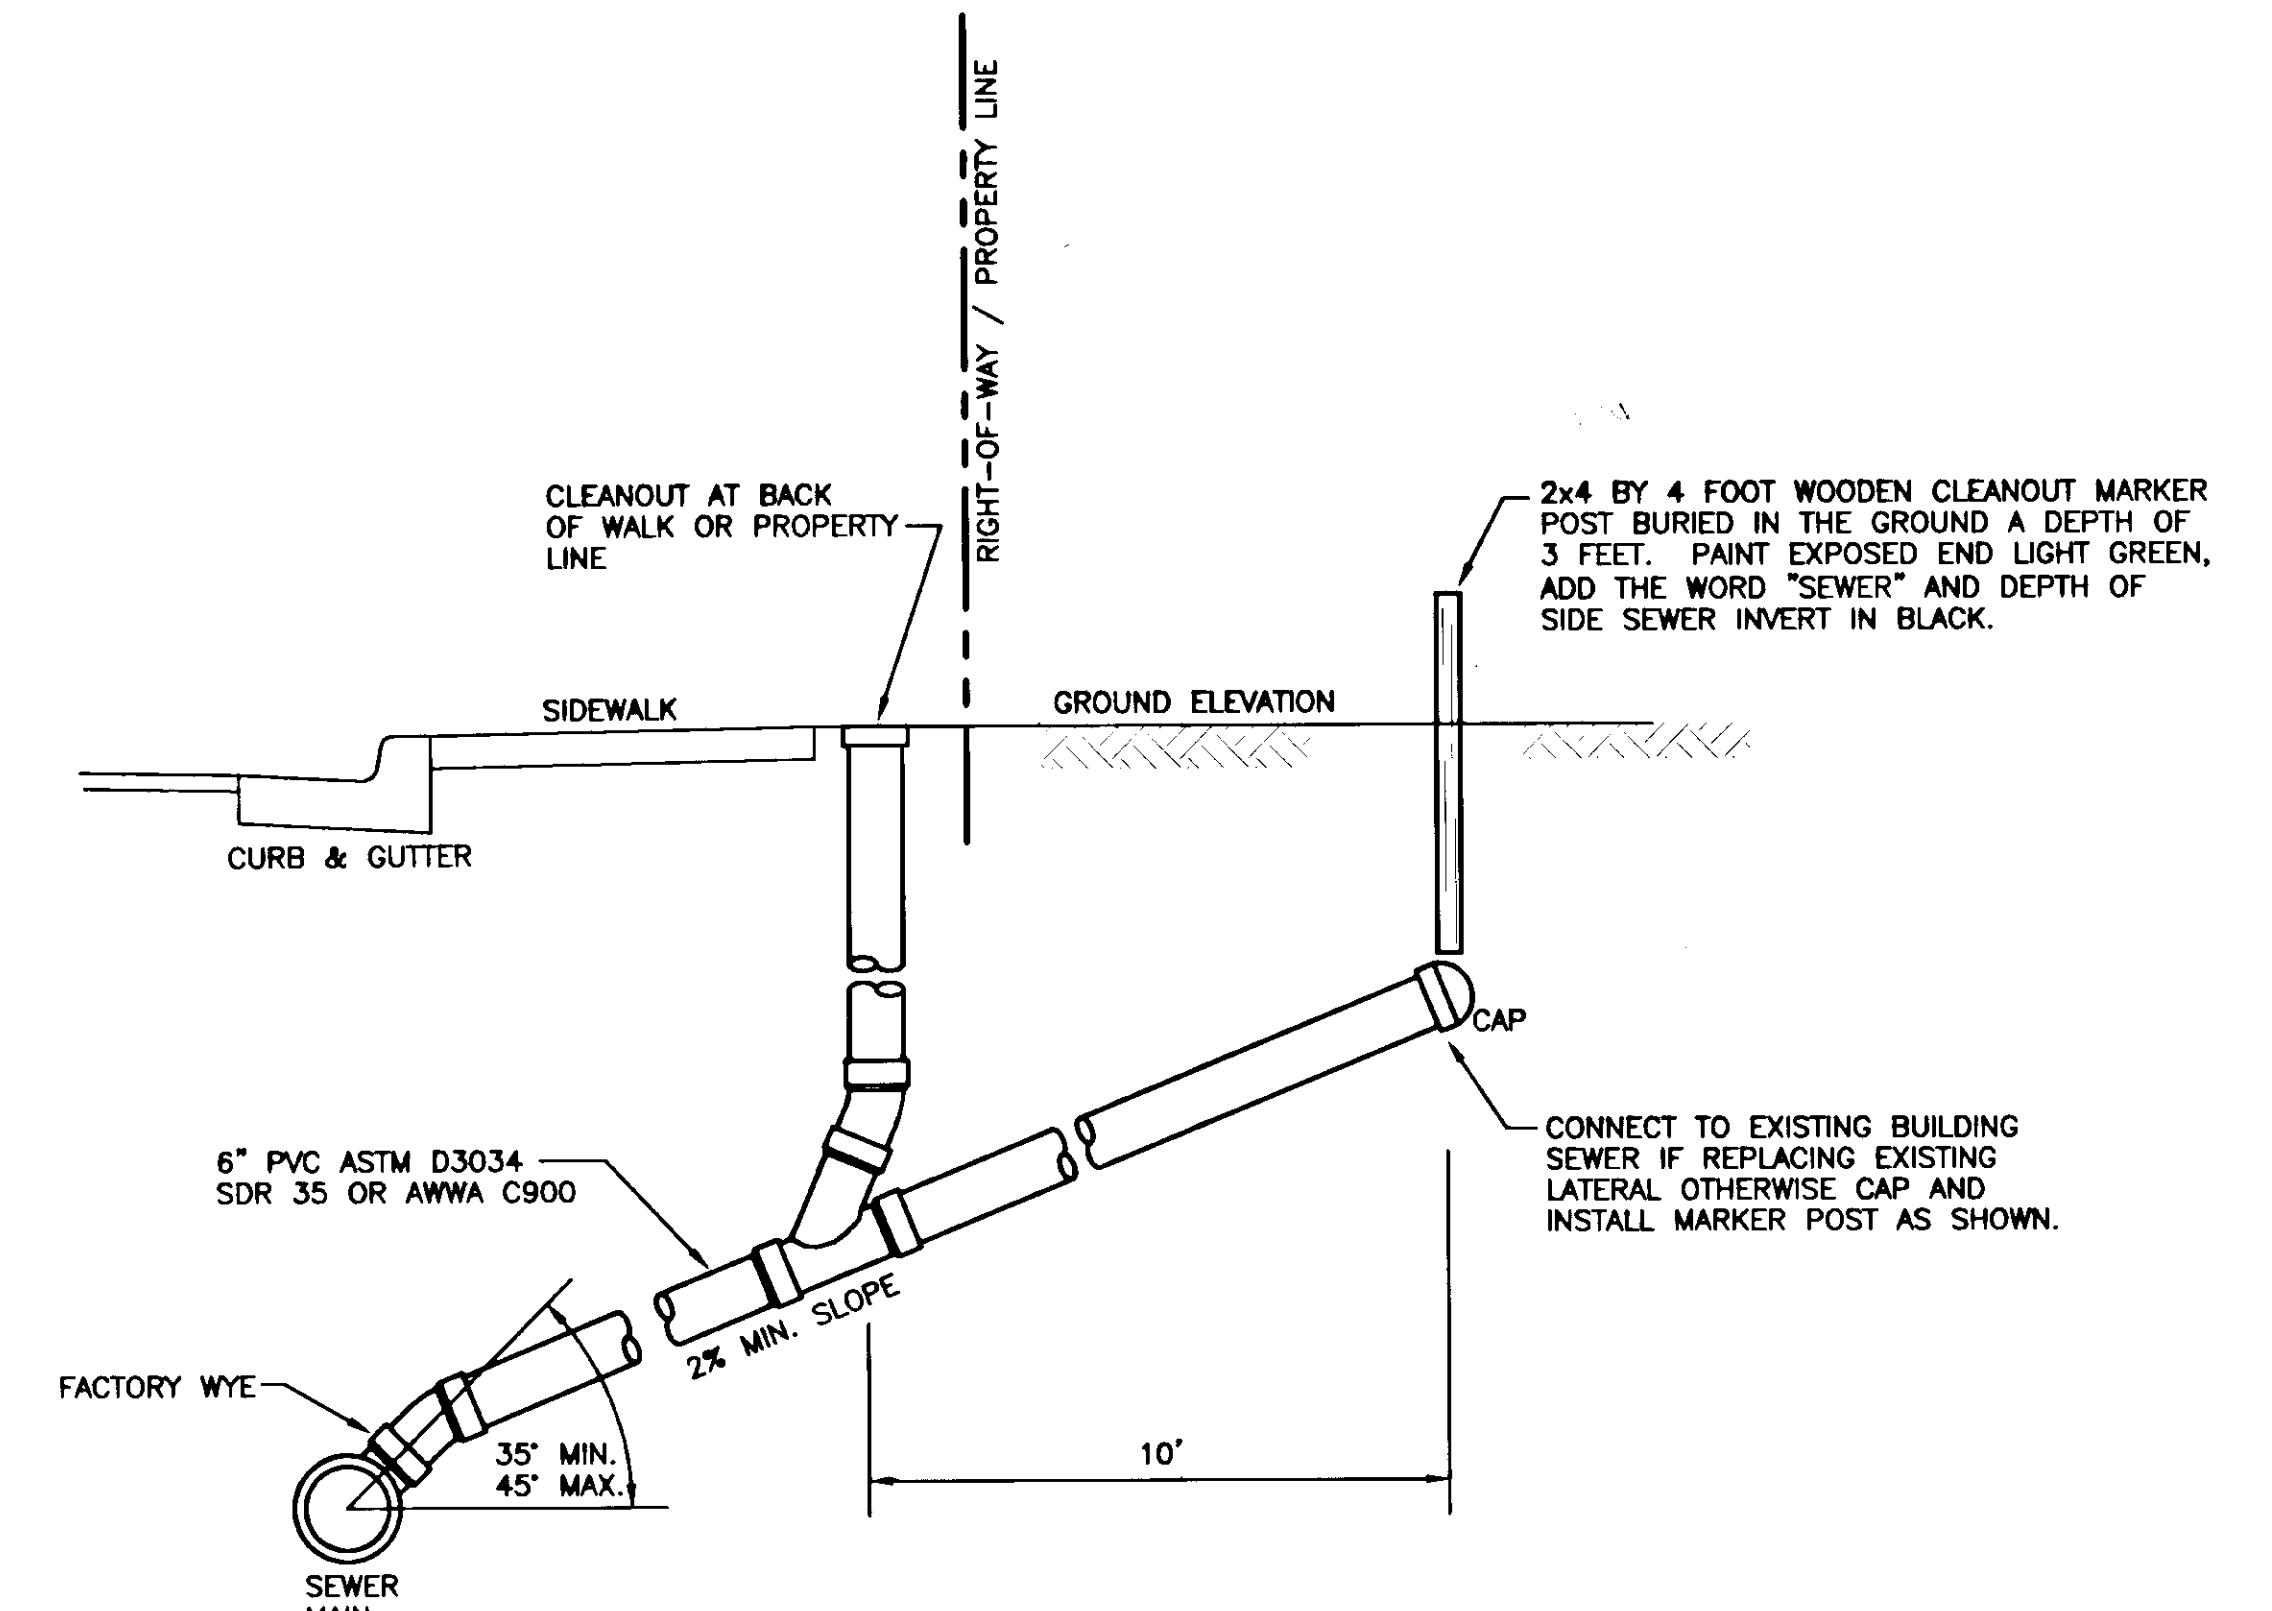 RIGHT-OF-WAY / PROPERTY LINE
CLEANOUT AT BACK
OF WALK OR PROPERTY
LINE
2x4 BY 4 FOOT WOODEN CLEANOUT MARKER
POST BURIED IN THE GROUND A DEPTH OF
3 FEET. PAINT EXPOSED END LIGHT GREEN,
ADD THE WORD "SEWER" AND DEPTH OF
SIDE SEWER INVERT IN BLACK.
SIDEWALK
GROUND ELEVATION
CURB & GUTTER
CAP
6" PVC ASTM D3034
SDR 35 OR AWWA C900
CONNECT TO EXISTING BUILDING
SEWER IF REPLACING EXISTING
LATERAL OTHERWISE CAP AND
INSTALL MARKER POST AS SHOWN.
2% MIN. SLOPE
FACTORY WYE
35° MIN.
45° MAX.
10'
SEWER
MAIN